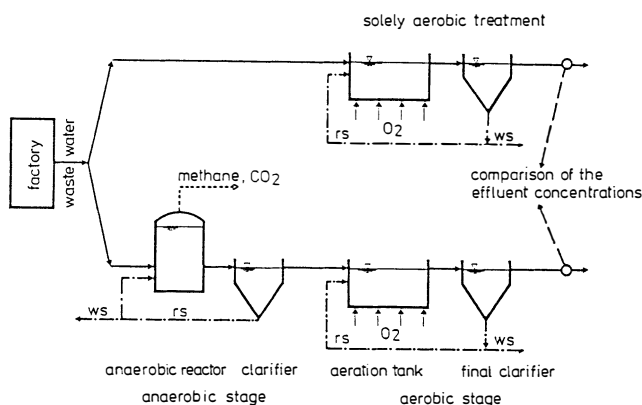 solely aerobic treatment
factory
waste water
O2
rs
ws
methane, CO2
comparison of the
effluent concentrations
ws
rs
rs
O2
ws
anaerobic reactor clarifier
anaerobic stage
aeration tank final clarifier
aerobic stage